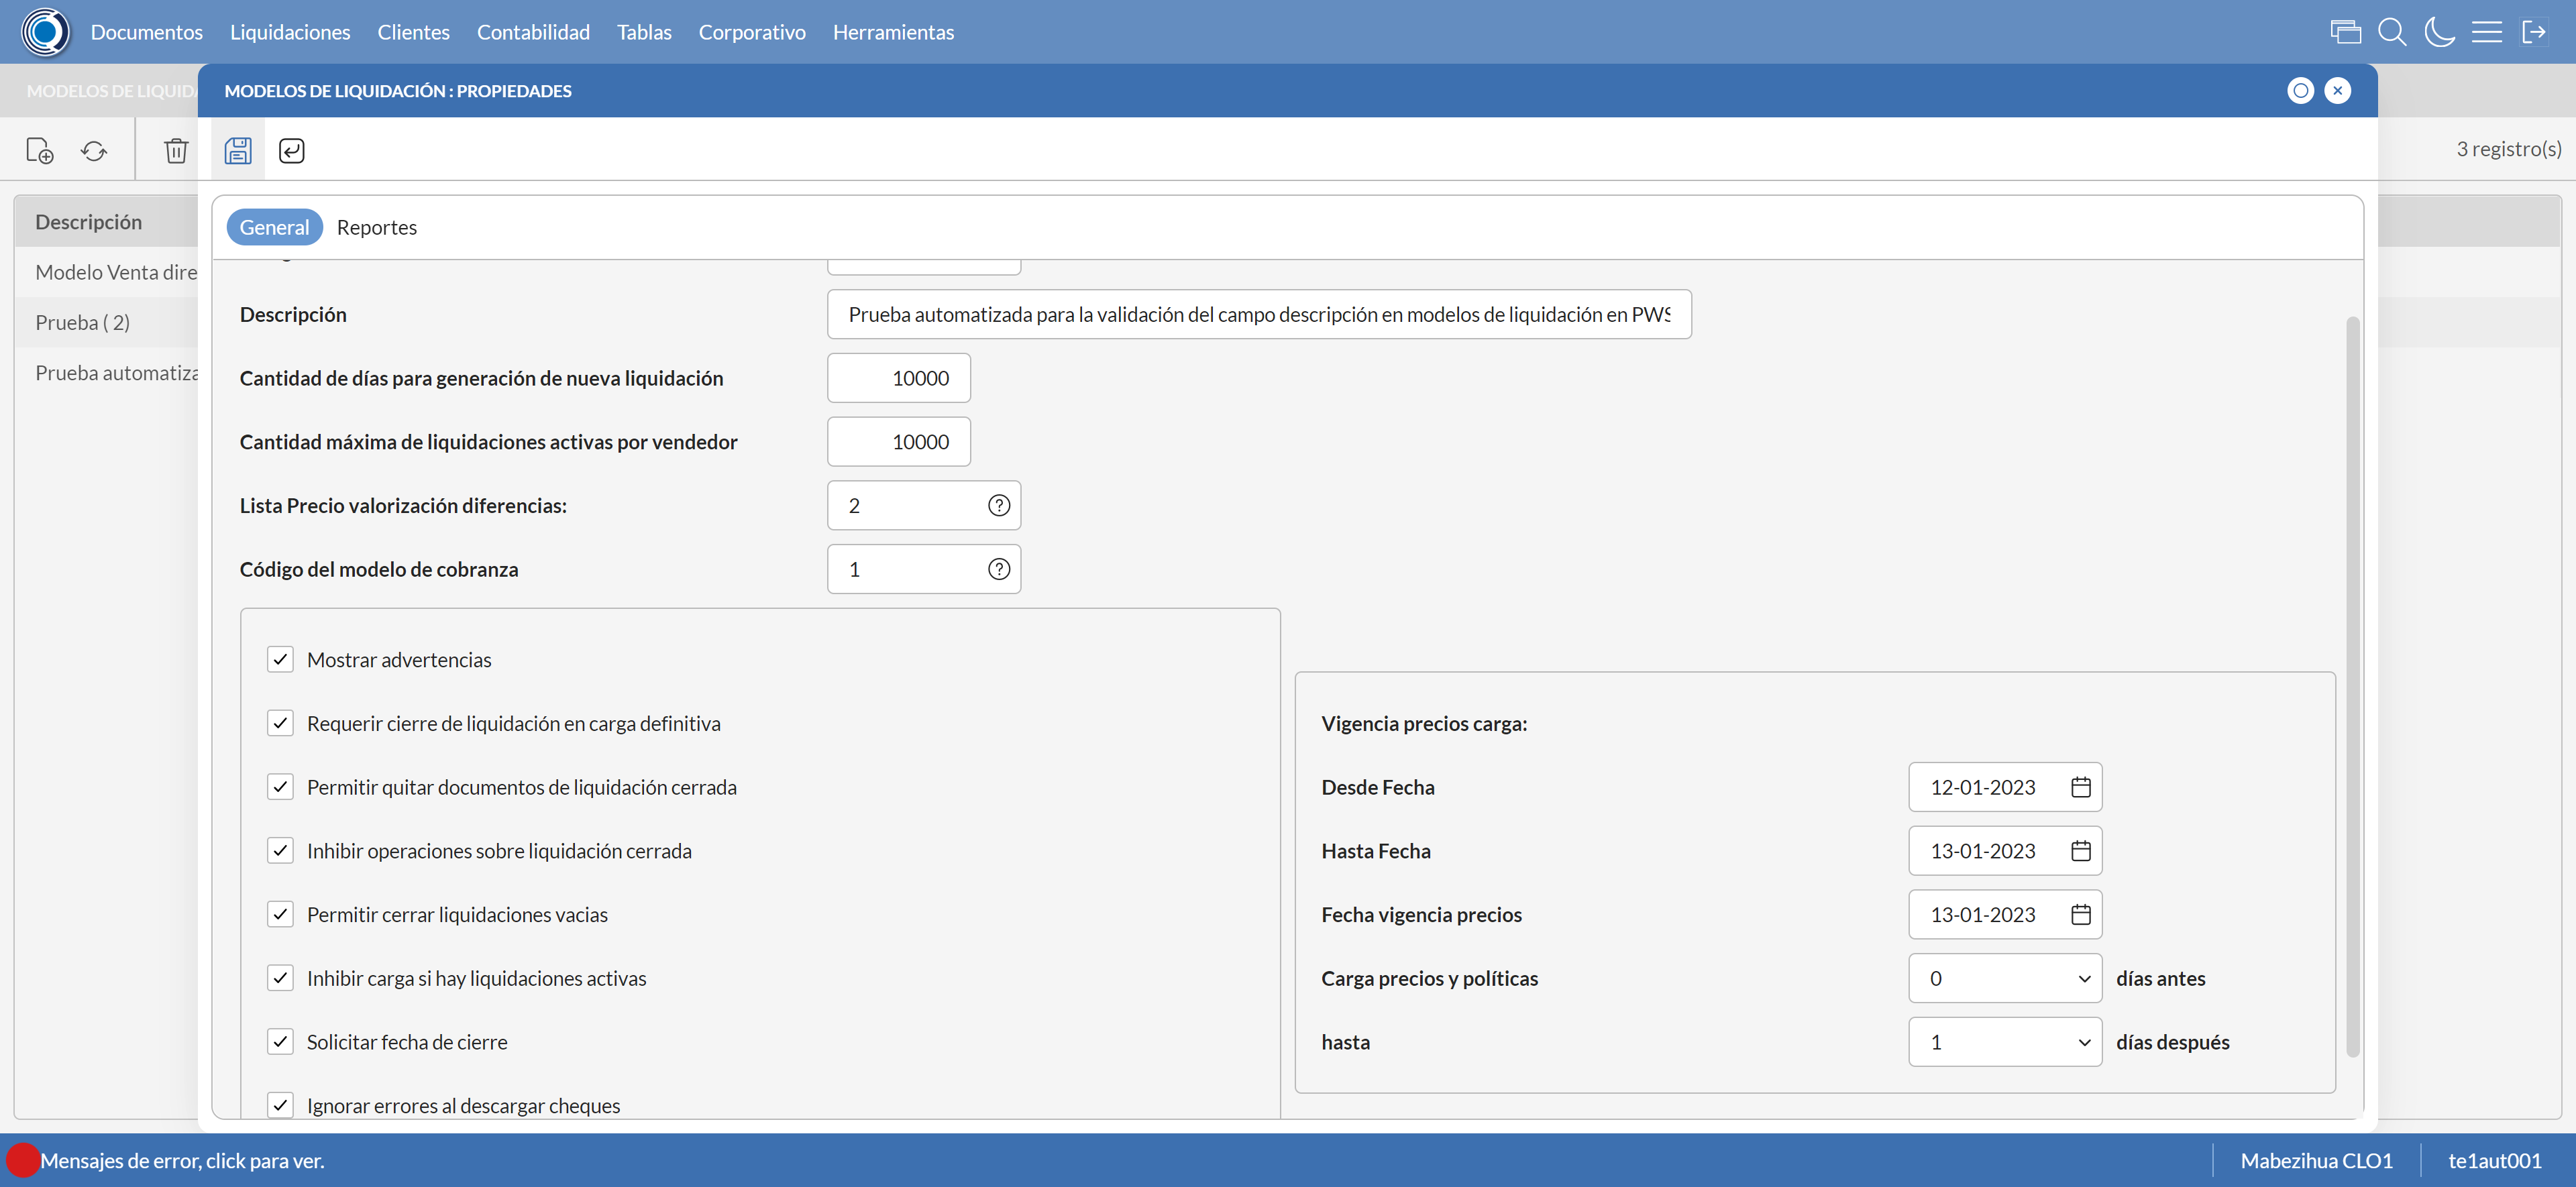 Documentos Liquidaciones Clientes Contabilidad Tablas Corporativo Herramientas
MODELOS DE LIQUIDA
MODELOS DE LIQUIDACIÓN : PROPIEDADES
3 registro(s)
General Reportes
Descripción
Modelo Venta dire
Prueba ( 2)
Prueba automatiza
Descripción Prueba automatizada para la validación del campo descripción en modelos de liquidación en PWS
Cantidad de días para generación de nueva liquidación 10000
Cantidad máxima de liquidaciones activas por vendedor 10000
Lista Precio valorización diferencias: 2
Código del modelo de cobranza 1
Mostrar advertencias
Requerir cierre de liquidación en carga definitiva
Permitir quitar documentos de liquidación cerrada
Inhibir operaciones sobre liquidación cerrada
Permitir cerrar liquidaciones vacias
Inhibir carga si hay liquidaciones activas
Solicitar fecha de cierre
Ignorar errores al descargar cheques
Vigencia precios carga:
Desde Fecha 12-01-2023
Hasta Fecha 13-01-2023
Fecha vigencia precios 13-01-2023
Carga precios y políticas 0 días antes
hasta 1 días después
Mensajes de error, click para ver.
Mabezihua CLO1 te1aut001